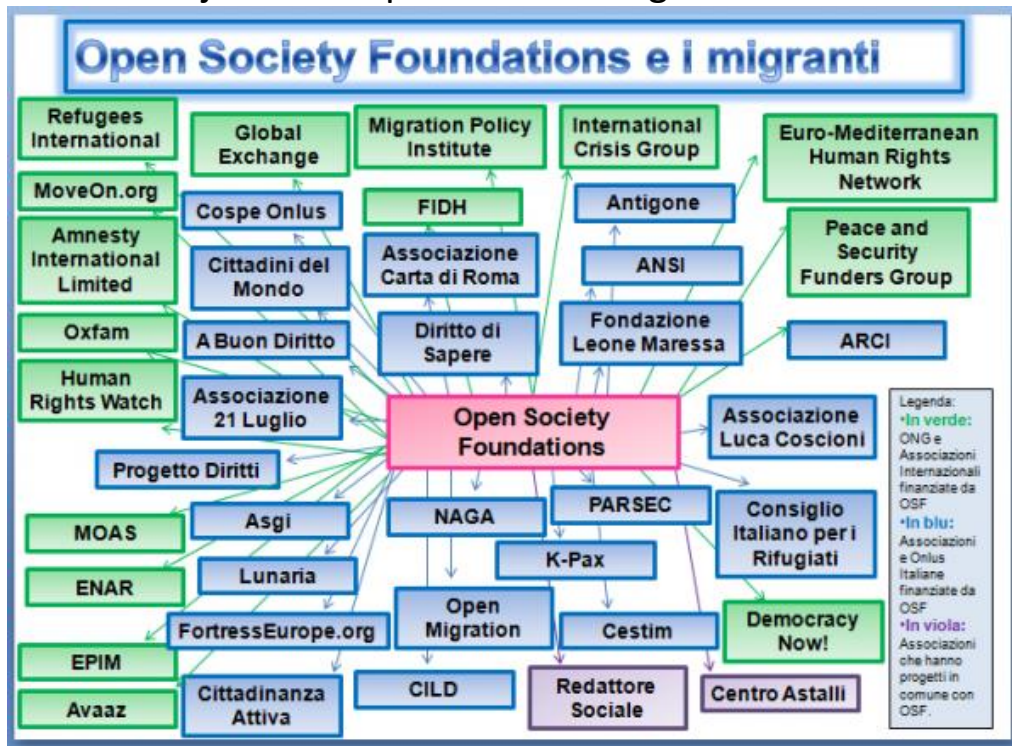 Open Society Foundations e i migranti
Refugees
International
Global
Exchange
Migration Policy
Institute
International
Crisis Group
Euro-Mediterranean
Human Rights
Network
MoveOn.org
Cospe Onlus
FIDH
Antigone
Amnesty
International
Limited
Cittadini del
Mondo
Associazione
Carta di Roma
ANSI
Peace and
Security
Funders Group
Oxfam
A Buon Diritto
Diritto di
Sapere
Fondazione
Leone Maressa
ARCI
Human
Rights Watch
Associazione
21 Luglio
Open Society
Foundations
Associazione
Luca Coscioni
Progetto Diritti
MOAS
Asgi
NAGA
PARSEC
Consiglio
Italiano per i
Rifugiati
ENAR
Lunaria
K-Pax
FortressEurope.org
Open
Migration
Cestim
Democracy
Now!
EPIM
Avaaz
Cittadinanza
Attiva
CILD
Redattore
Sociale
Centro Astalli
Legenda:
•In verde:
ONG e
Associazioni
Internazionali
finanziate da
OSF
•In blu:
Associazioni
e Onlus
Italiane
finanziate da
OSF
•In viola:
Associazioni
che hanno
progetti in
comune con
OSF.